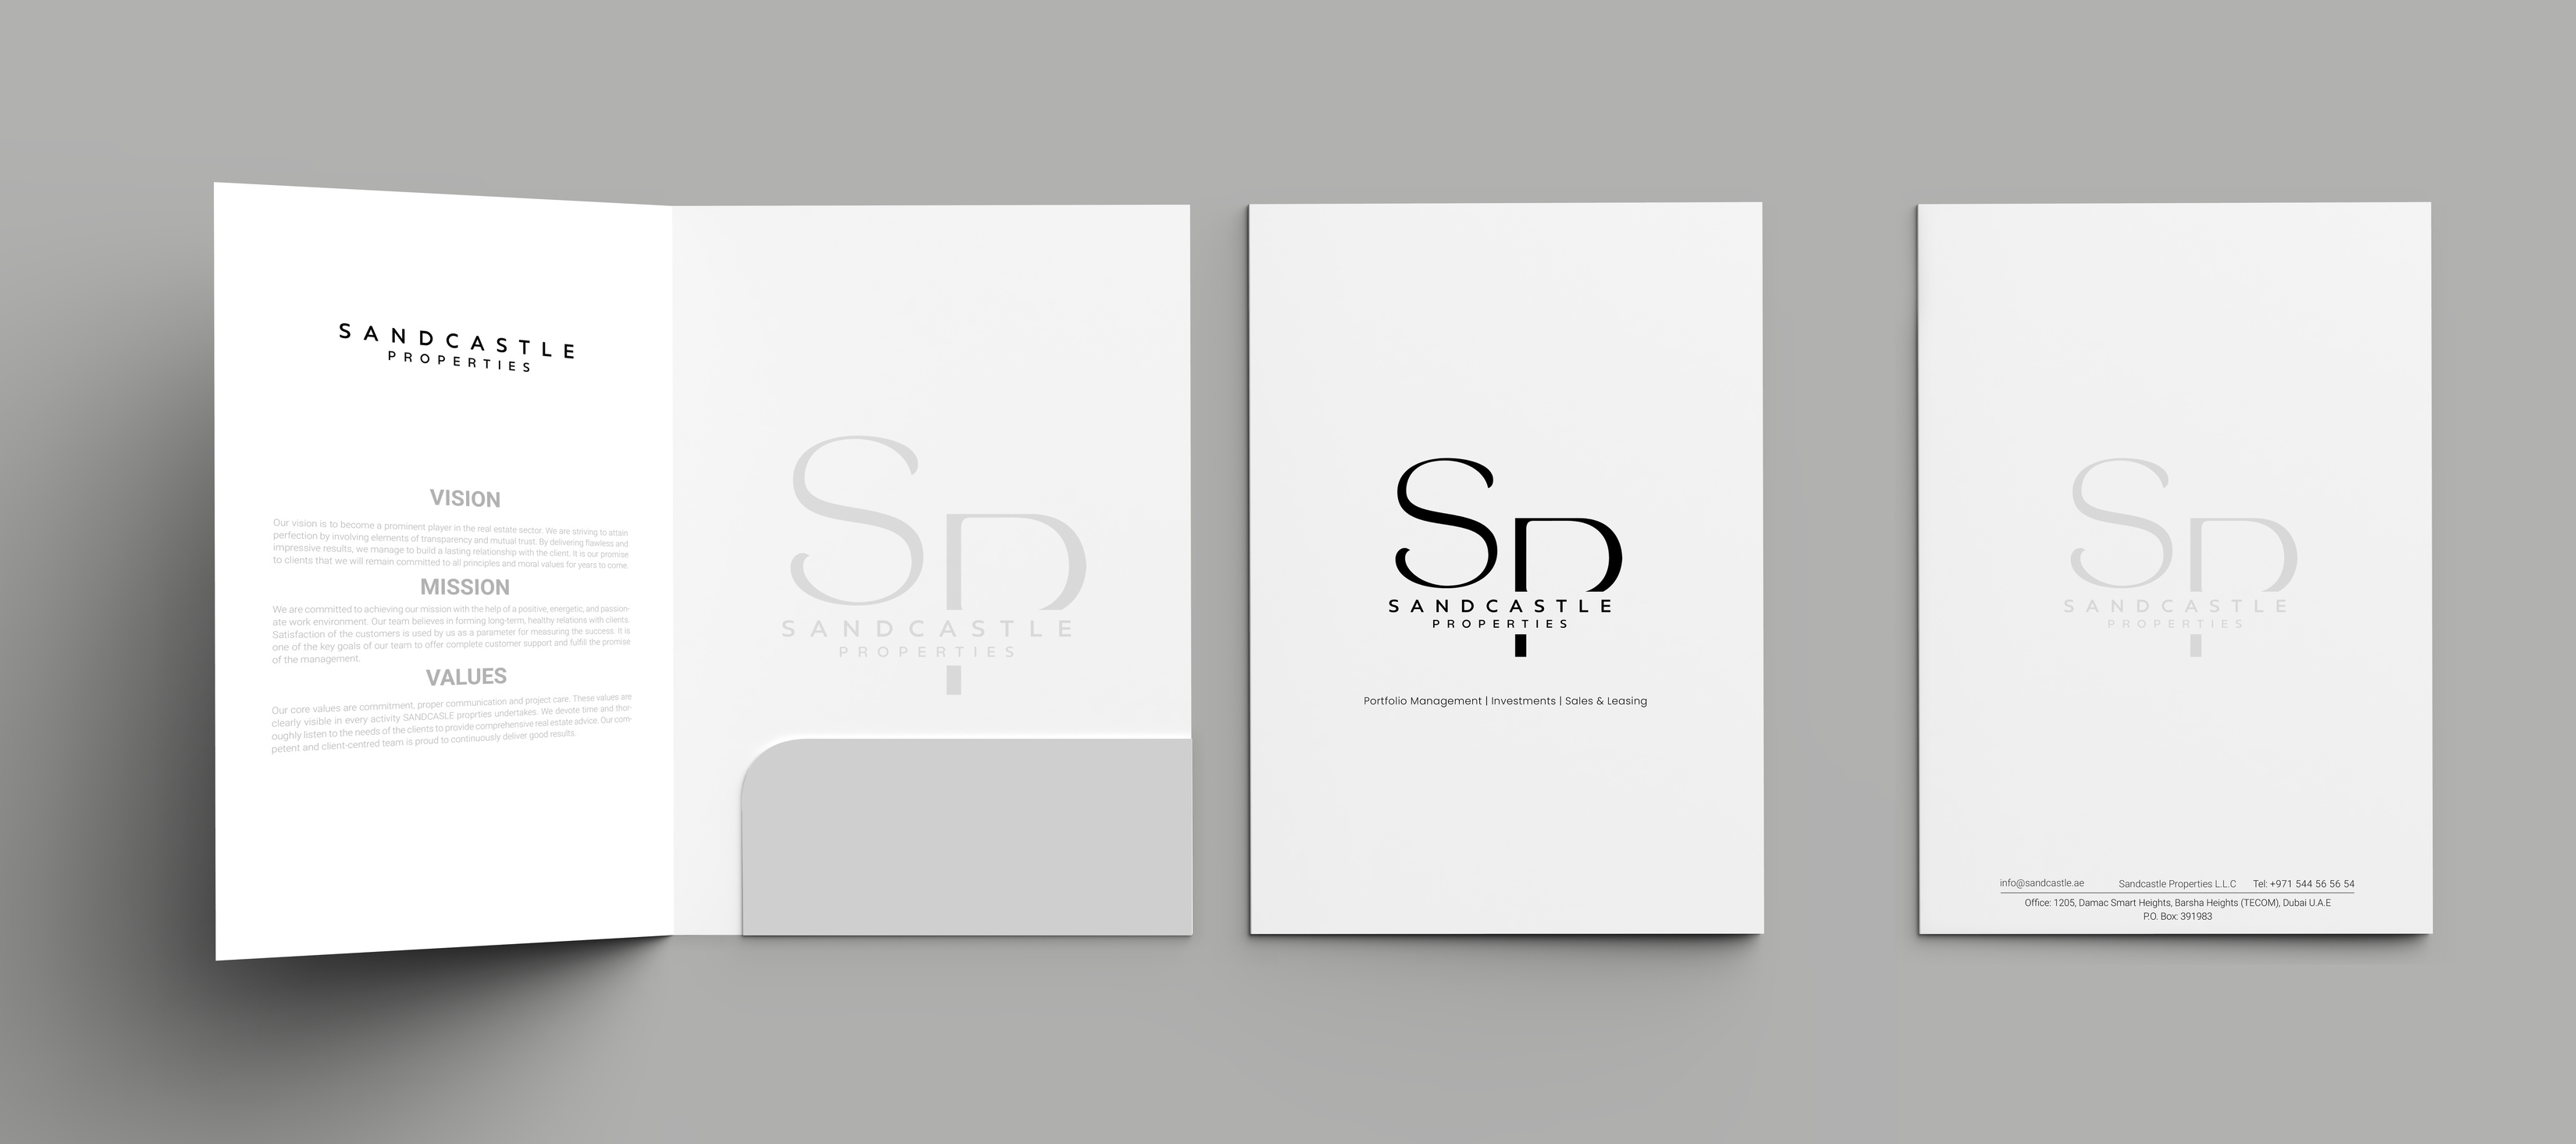 SANDCASTLE
PROPERTIES
VISION
Our vision is to become a prominent player in the real estate sector. We are striving to attain
perfection by involving elements of transparency and mutual trust. By delivering flawless and
impressive results, we manage to build a lasting relationship with the client. It is our promise
to clients that we will remain committed to all principles and moral values for years to come.
MISSION
We are committed to achieving our mission with the help of a positive, energetic, and passion-
ate work environment. Our team believes in forming long-term, healthy relations with clients.
Satisfaction of the customers is used by us as a parameter for measuring the success. It is
one of the key goals of our team to offer complete customer support and fulfill the promise
of the management.
VALUES
Our core values are commitment, proper communication and project care. These values are
clearly visible in every activity SANDCASLE proprties undertakes. We devote time and thor-
oughly listen to the needs of the clients to provide comprehensive real estate advice. Our com-
petent and client-centred team is proud to continuously deliver good results.
SP
SANDCASTLE
PROPERTIES
SP
SANDCASTLE
PROPERTIES
Portfolio Management | Investments | Sales & Leasing
SP
SANDCASTLE
PROPERTIES
info@sandcastle.ae Sandcastle Properties L.L.C Tel: +971 544 56 56 54
Office: 1205, Damac Smart Heights, Barsha Heights (TECOM), Dubai U.A.E
P.O. Box: 391983